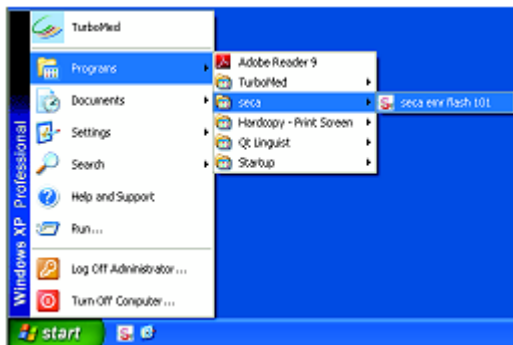 TurboMed
Programs
Documents
Settings
Search
Help and Support
Run...
Log Off Administrator...
Turn Off Computer...
Windows XP Professional
Adobe Reader 9
TurboMed
seca
Hardcopy - Print Screen
Qt Linguist
Startup
seca emr flash 101
start